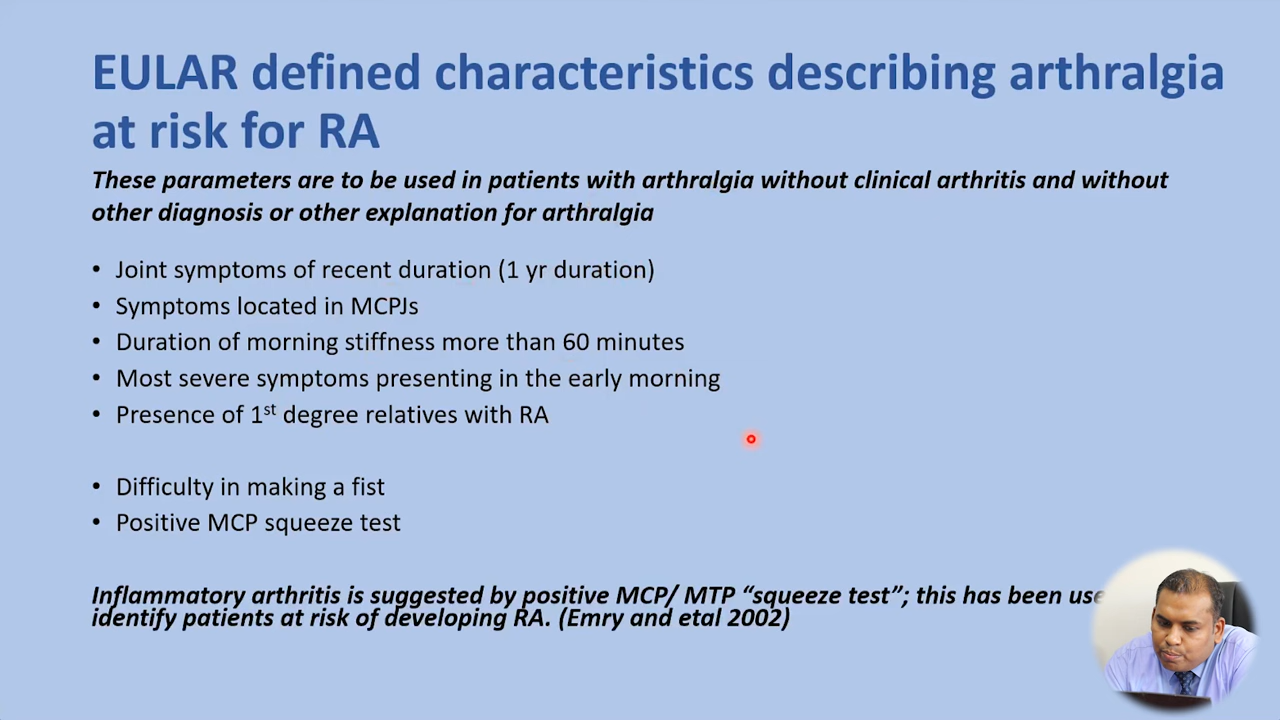 EULAR defined characteristics describing arthralgia
at risk for RA
These parameters are to be used in patients with arthralgia without clinical arthritis and without
other diagnosis or other explanation for arthralgia
• Joint symptoms of recent duration (1 yr duration)
• Symptoms located in MCPJs
• Duration of morning stiffness more than 60 minutes
• Most severe symptoms presenting in the early morning
• Presence of 1st degree relatives with RA
• Difficulty in making a fist
• Positive MCP squeeze test
Inflammatory arthritis is suggested by positive MCP/ MTP “squeeze test”; this has been
identify patients at risk of developing RA. (Emry and etal 2002)